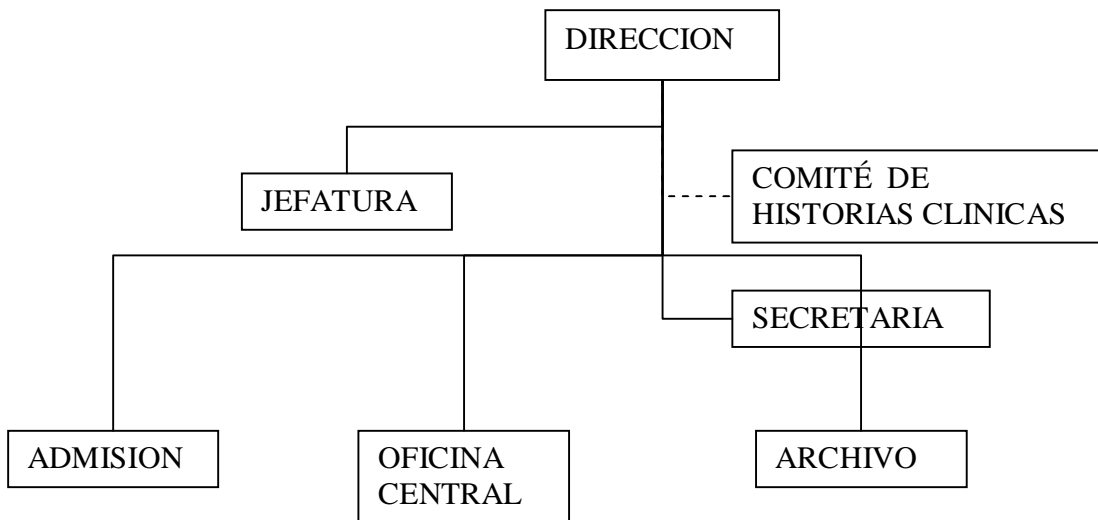 DIRECCION
JEFATURA
COMITÉ DE
HISTORIAS CLINICAS
SECRETARIA
ADMISION
OFICINA
CENTRAL
ARCHIVO